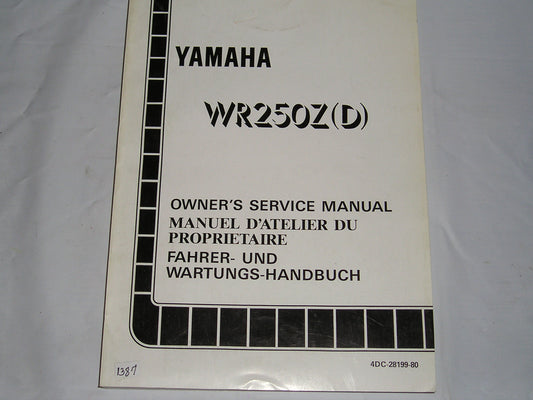 YAMAHA
WR250Z(D)
OWNER'S SERVICE MANUAL
MANUEL D'ATELIER DU
PROPRIETAIRE
FAHRER- UND
WARTUNGS-HANDBUCH
4DC-28199-80
1387